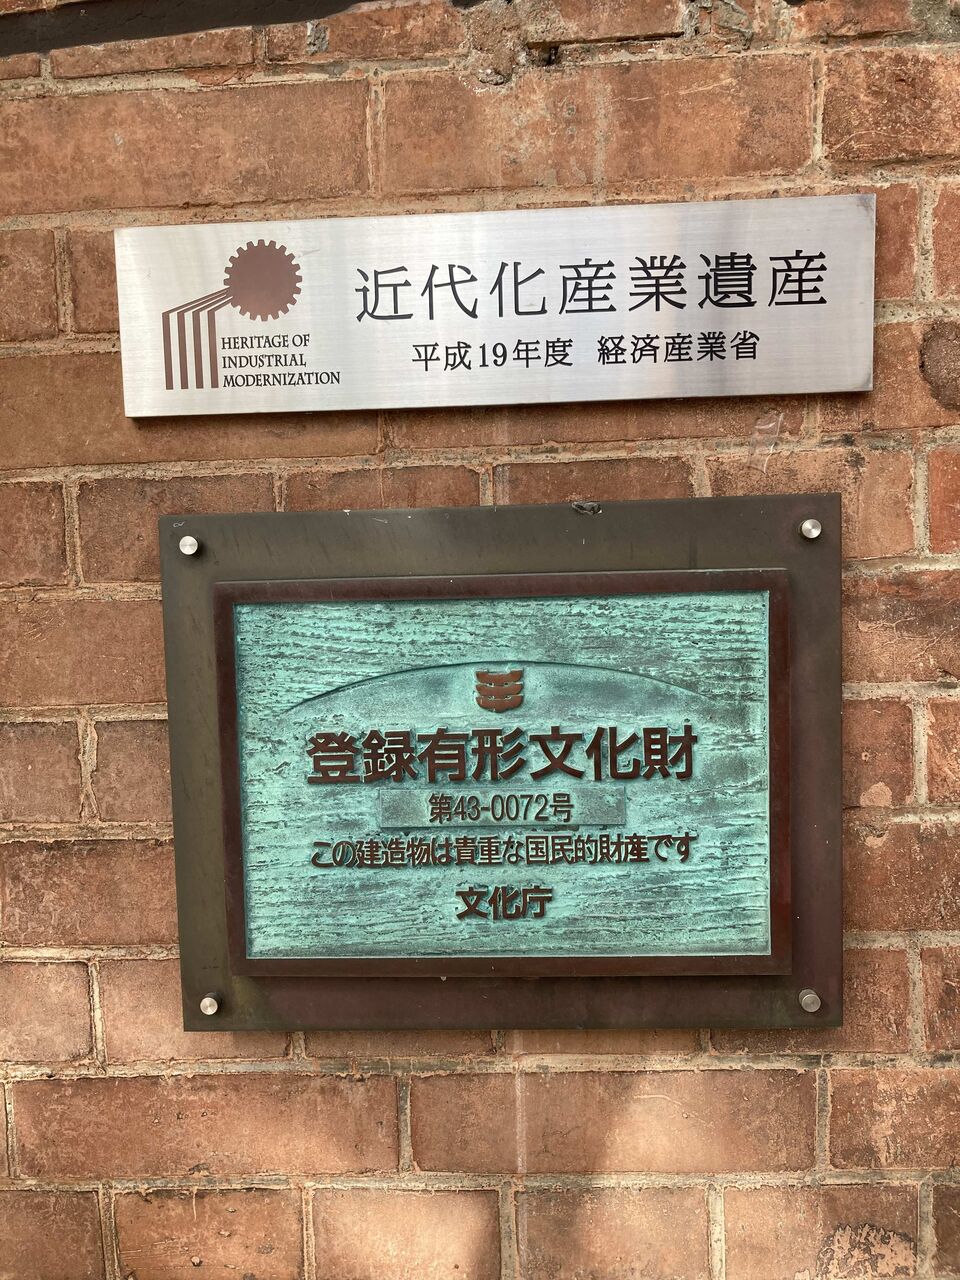 近代化産業遺産
HERITAGE OF
INDUSTRIAL
MODERNIZATION
平成19年度 経済産業省
登録有形文化財
第43-0072号
この建造物は貴重な国民的財産です
文化庁